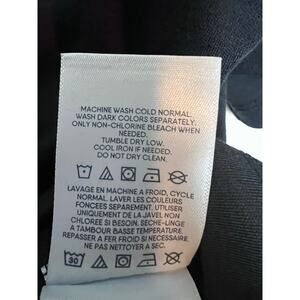 MACHINE WASH COLD NORMAL.
WASH DARK COLORS SEPARATELY.
ONLY NON-CHLORINE BLEACH WHEN
NEEDED.
TUMBLE DRY LOW.
COOL IRON IF NEEDED.
DO NOT DRY CLEAN.
LAVAGE EN MACHINE A FROID, CYCLE
NORMAL. LAVER LES COULEURS
FONCEES SEPAREMENT. UTILISER
UNIQUEMENT DE LA JAVEL NON
CHLOREE SI BESOIN. SECHE-LINGE
A TAMBOUR BASSE TEMPERATURE.
REPASSER A FER FROID SI NECESSAIRE.
NE PAS NETTOYER A SEC.
30